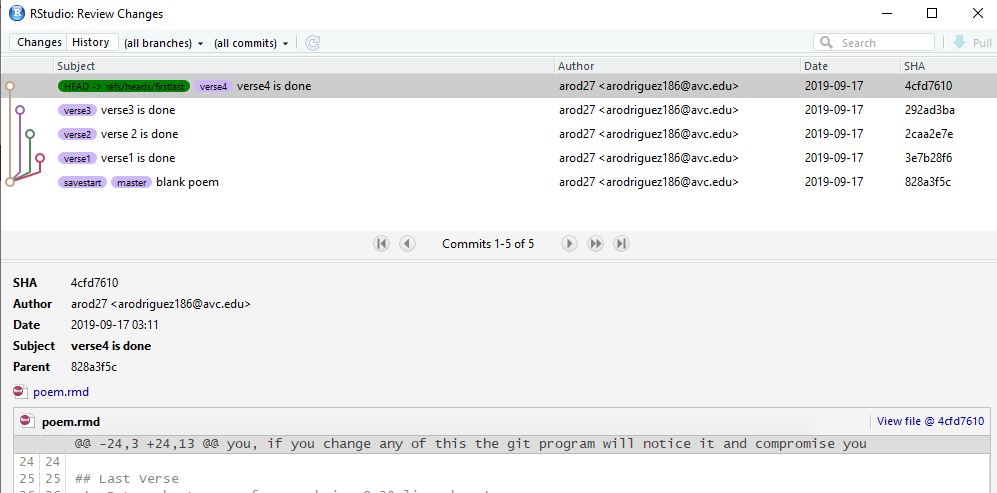 RStudio: Review Changes
Changes History (all branches) (all commits) Search Pull
Subject Author Date SHA
HEAD -> refs/heads/firstlast verse4 verse4 is done arod27 <arodriguez186@avc.edu> 2019-09-17 4cfd7610
verse3 verse3 is done arod27 <arodriguez186@avc.edu> 2019-09-17 292ad3ba
verse2 verse 2 is done arod27 <arodriguez186@avc.edu> 2019-09-17 2caa2e7e
verse1 verse1 is done arod27 <arodriguez186@avc.edu> 2019-09-17 3e7b28f6
savestart master blank poem arod27 <arodriguez186@avc.edu> 2019-09-17 828a3f5c
Commits 1-5 of 5
SHA 4cfd7610
Author arod27 <arodriguez186@avc.edu>
Date 2019-09-17 03:11
Subject verse4 is done
Parent 828a3f5c
poem.rmd
poem.rmd View file @ 4cfd7610
@@ -24,3 +24,13 @@ you, if you change any of this the git program will notice it and compromise you
24 24
25 25 ## Last Verse